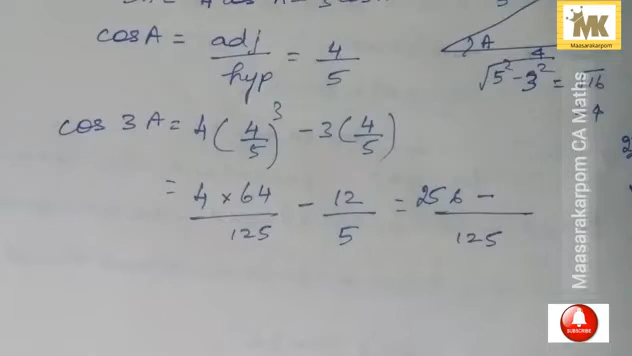 cos A = adj/hyp = 4/5
A
4
√5² - 3² = √16
4
cos 3A = 4(4/5)³ - 3(4/5)
= 4 × 64/125 - 12/5 = 256 -/125
MK
Maasarakarpom
Maasarakarpom CA Maths
SUBSCRIBE